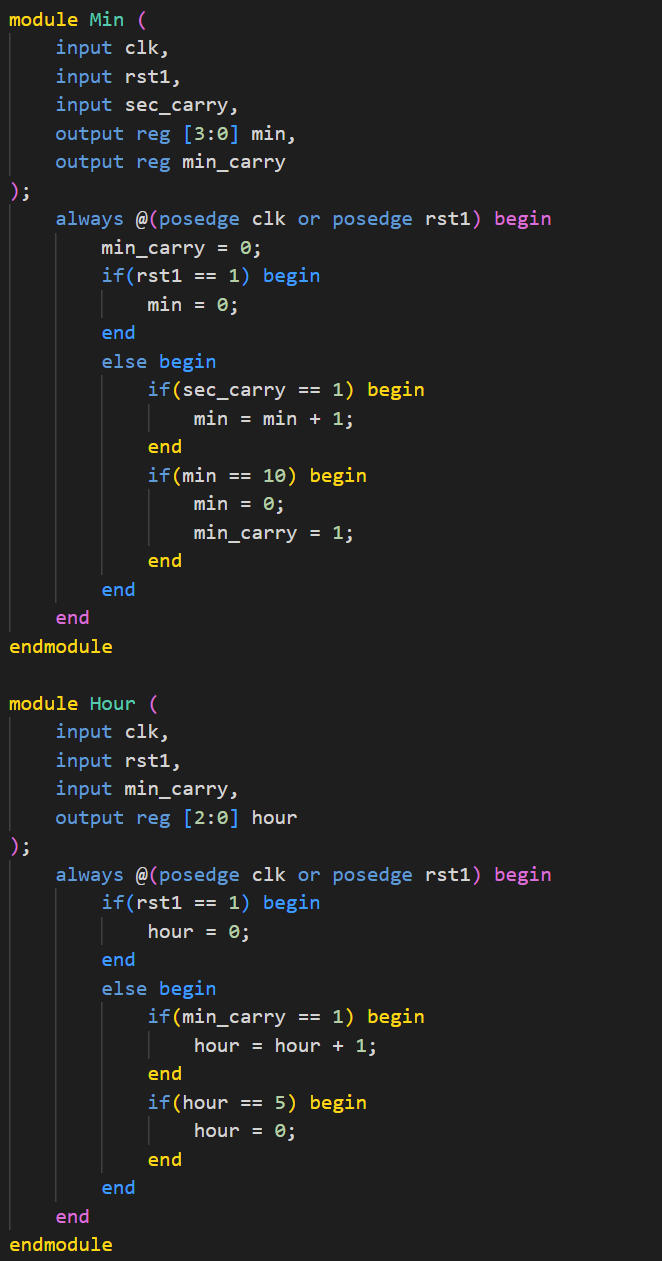 module Min (
    input clk,
    input rst1,
    input sec_carry,
    output reg [3:0] min,
    output reg min_carry
);
    always @(posedge clk or posedge rst1) begin
        min_carry = 0;
        if(rst1 == 1) begin
            min = 0;
        end
        else begin
            if(sec_carry == 1) begin
                min = min + 1;
            end
            if(min == 10) begin
                min = 0;
                min_carry = 1;
            end
        end
    end
endmodule

module Hour (
    input clk,
    input rst1,
    input min_carry,
    output reg [2:0] hour
);
    always @(posedge clk or posedge rst1) begin
        if(rst1 == 1) begin
            hour = 0;
        end
        else begin
            if(min_carry == 1) begin
                hour = hour + 1;
            end
            if(hour == 5) begin
                hour = 0;
            end
        end
    end
endmodule